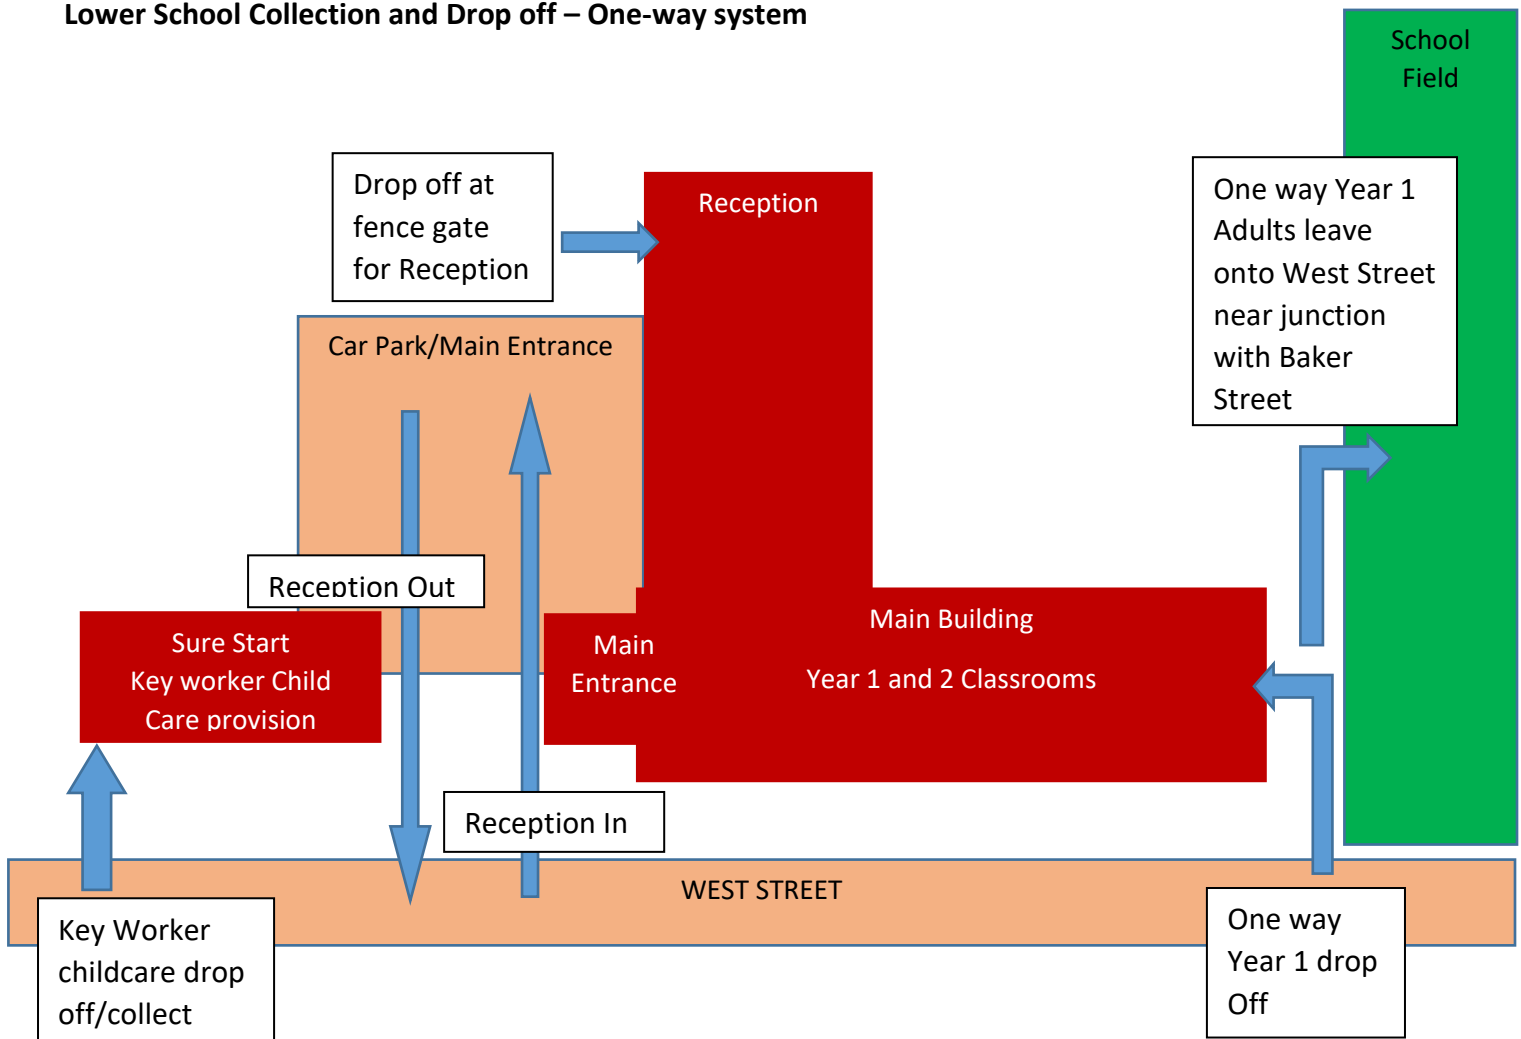 Lower School Collection and Drop off – One-way system
School
Field
Drop off at
fence gate
for Reception
Reception
One way Year 1
Adults leave
onto West Street
near junction
with Baker
Street
Car Park/Main Entrance
Reception Out
Sure Start
Key worker Child
Care provision
Main
Entrance
Main Building
Year 1 and 2 Classrooms
Reception In
WEST STREET
Key Worker
childcare drop
off/collect
One way
Year 1 drop
Off